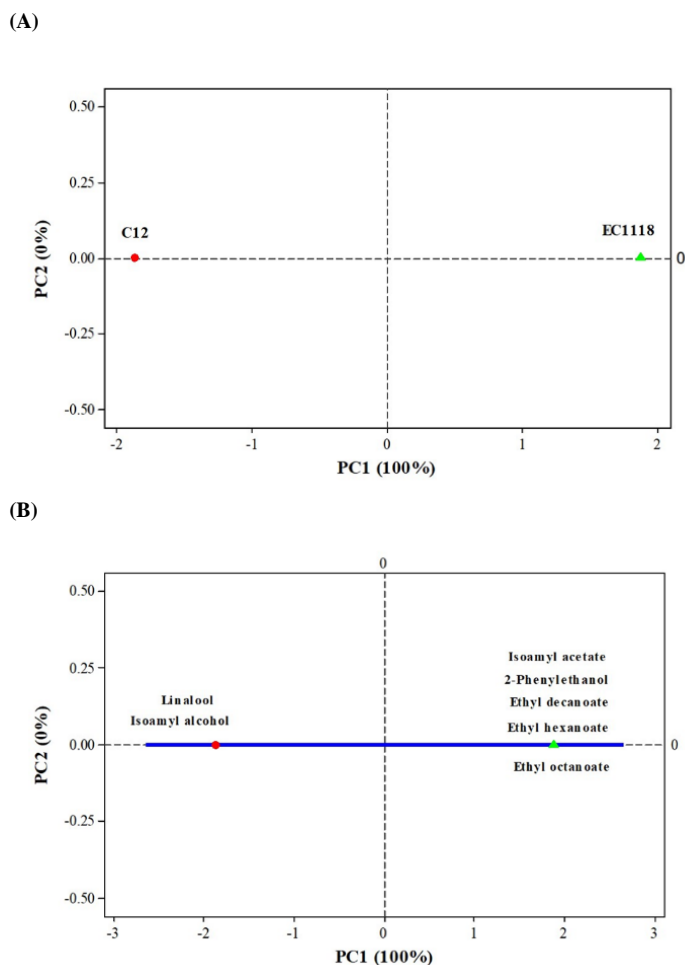 (A)
0.50
0.25
0.00
-0.25
-0.50
PC2 (0%)
C12
EC1118
0
-2
-1
0
1
2
PC1 (100%)
(B)
0
0.50
0.25
0.00
-0.25
-0.50
PC2 (0%)
Linalool
Isoamyl alcohol
Isoamyl acetate
2-Phenylethanol
Ethyl decanoate
Ethyl hexanoate
Ethyl octanoate
0
-3
-2
-1
0
1
2
3
PC1 (100%)